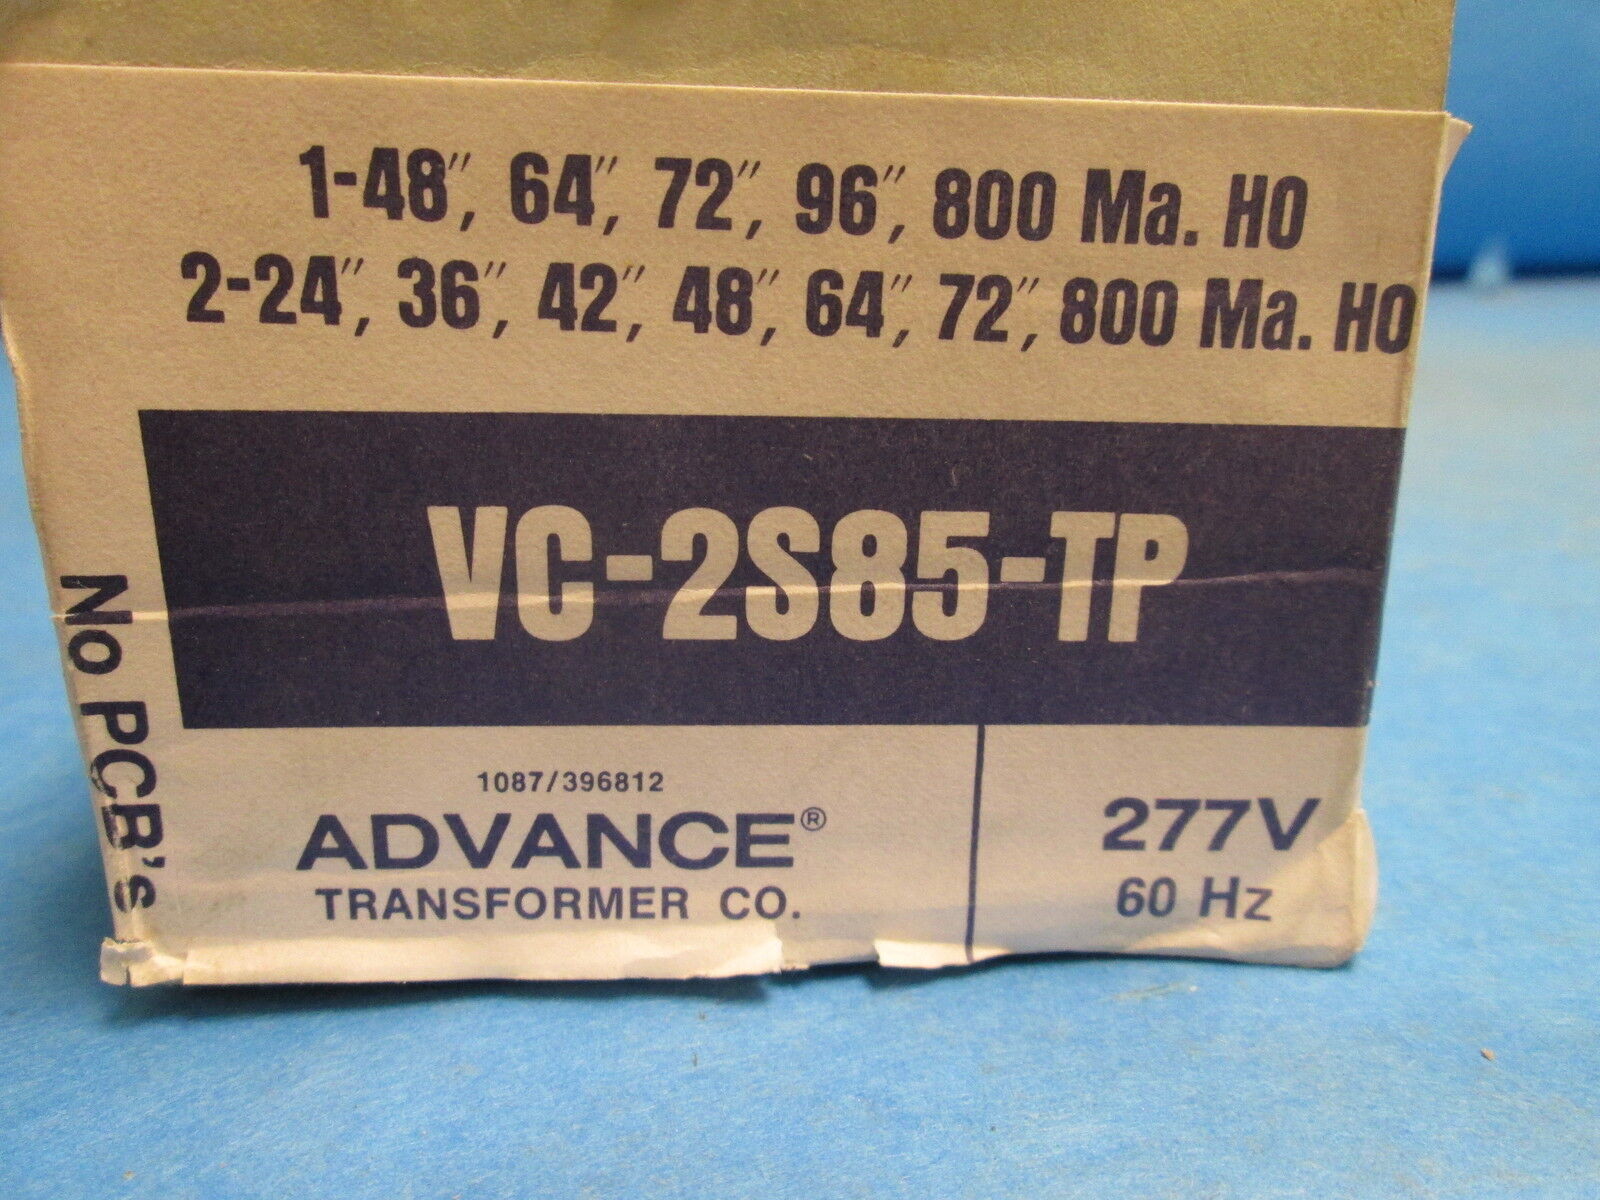 1-48", 64", 72", 96", 800 Ma. HO
2-24", 36", 42", 48", 64", 72", 800 Ma. HO
VC-2S85-TP
No PCB's
1087/396812
ADVANCE®
TRANSFORMER CO.
277V
60 Hz